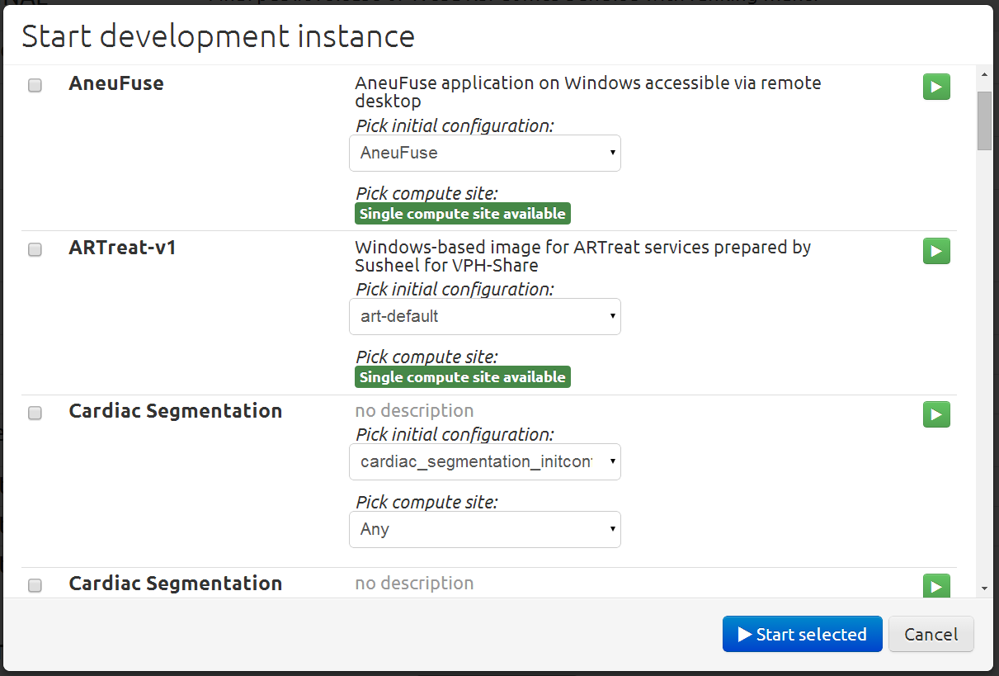 Start development instance
AneuFuse
AneuFuse application on Windows accessible via remote
desktop
Pick initial configuration:
AneuFuse
Pick compute site:
Single compute site available
ARTreat-v1
Windows-based image for ARTreat services prepared by
Susheel for VPH-Share
Pick initial configuration:
art-default
Pick compute site:
Single compute site available
Cardiac Segmentation
no description
Pick initial configuration:
cardiac_segmentation_initconf
Pick compute site:
Any
Cardiac Segmentation
no description
Start selected
Cancel